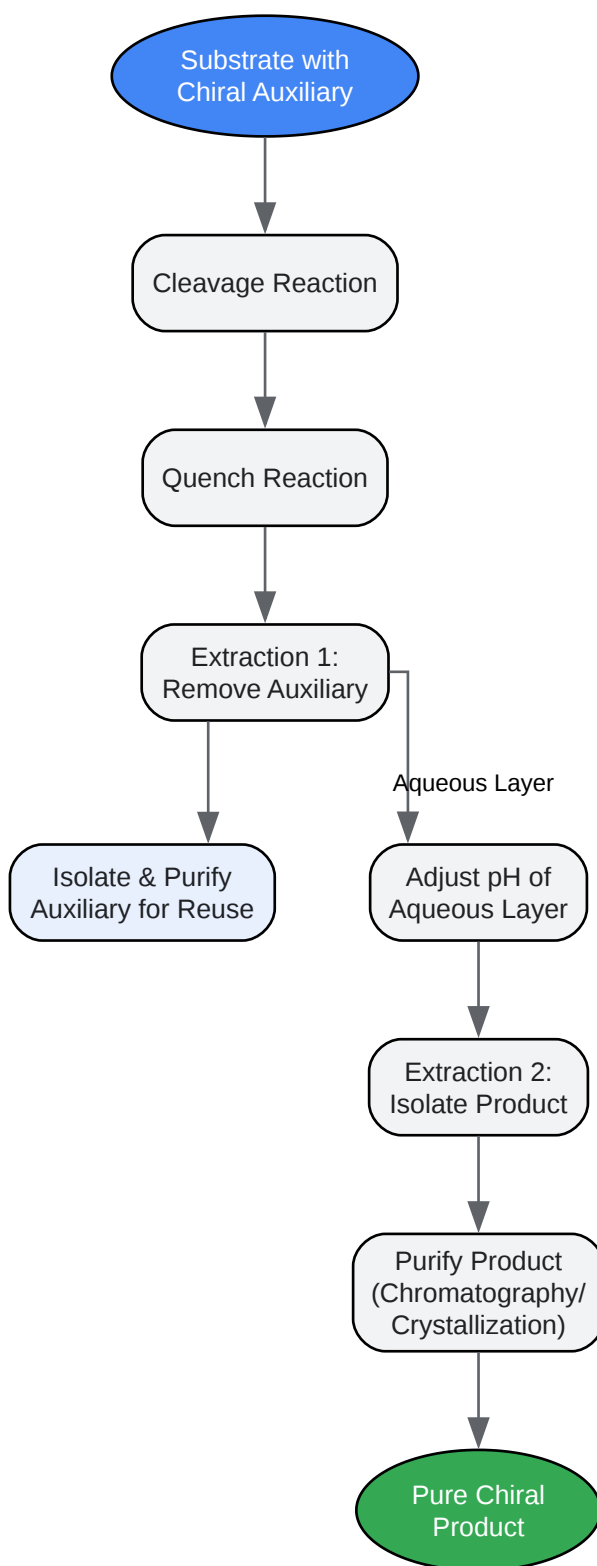 Substrate with
Chiral Auxiliary
Cleavage Reaction
Quench Reaction
Extraction 1:
Remove Auxiliary
Aqueous Layer
Isolate & Purify
Auxiliary for Reuse
Adjust pH of
Aqueous Layer
Extraction 2:
Isolate Product
Purify Product
(Chromatography/
Crystallization)
Pure Chiral
Product